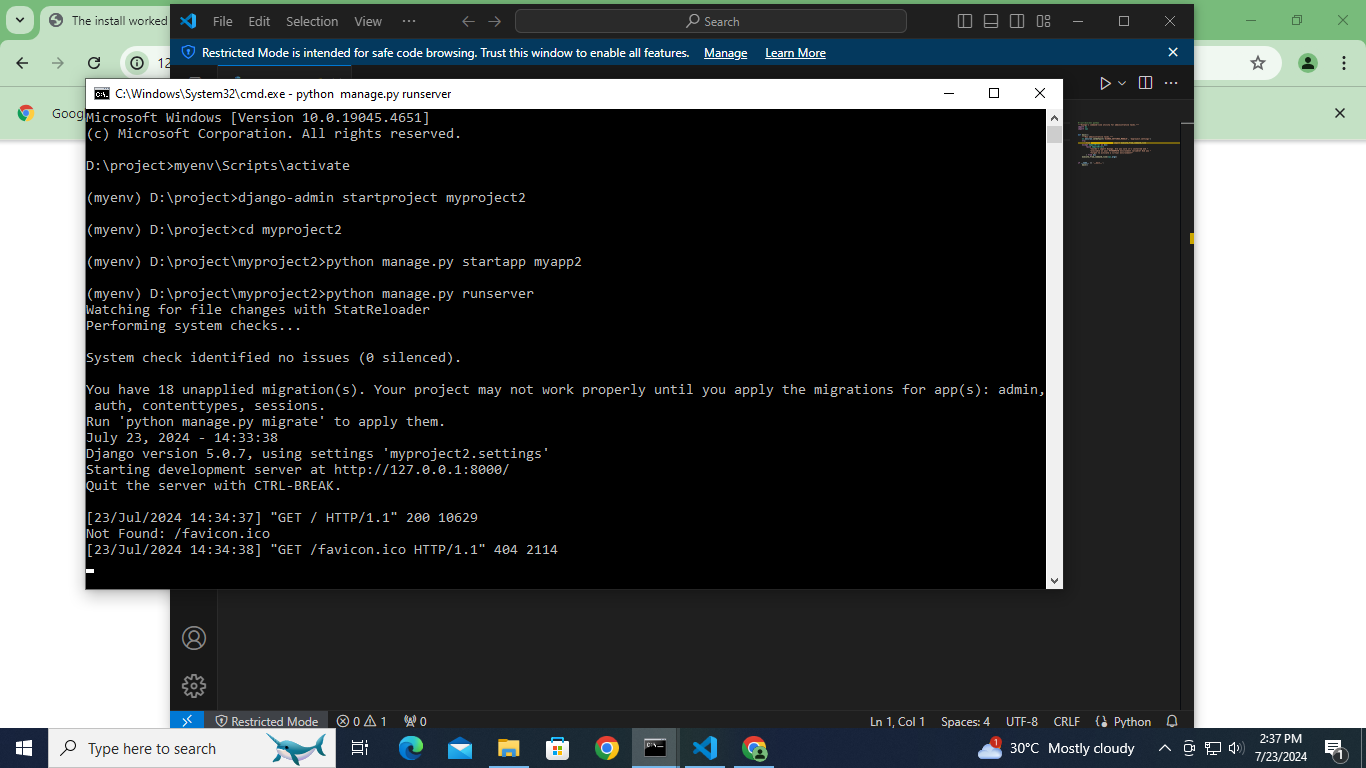 The install worked
File Edit Selection View ··· Search
Restricted Mode is intended for safe code browsing. Trust this window to enable all features. Manage Learn More
12
Goog
C:\Windows\System32\cmd.exe - python  manage.py runserver
Microsoft Windows [Version 10.0.19045.4651]
(c) Microsoft Corporation. All rights reserved.
D:\project>myenv\Scripts\activate
(myenv) D:\project>django-admin startproject myproject2
(myenv) D:\project>cd myproject2
(myenv) D:\project\myproject2>python manage.py startapp myapp2
(myenv) D:\project\myproject2>python manage.py runserver
Watching for file changes with StatReloader
Performing system checks...
System check identified no issues (0 silenced).
You have 18 unapplied migration(s). Your project may not work properly until you apply the migrations for app(s): admin,
 auth, contenttypes, sessions.
Run 'python manage.py migrate' to apply them.
July 23, 2024 - 14:33:38
Django version 5.0.7, using settings 'myproject2.settings'
Starting development server at http://127.0.0.1:8000/
Quit the server with CTRL-BREAK.
[23/Jul/2024 14:34:37] "GET / HTTP/1.1" 200 10629
Not Found: /favicon.ico
[23/Jul/2024 14:34:38] "GET /favicon.ico HTTP/1.1" 404 2114
Restricted Mode 0 1 0 Ln 1, Col 1 Spaces: 4 UTF-8 CRLF Python
Type here to search 1 30°C Mostly cloudy 2:37 PM
7/23/2024 1